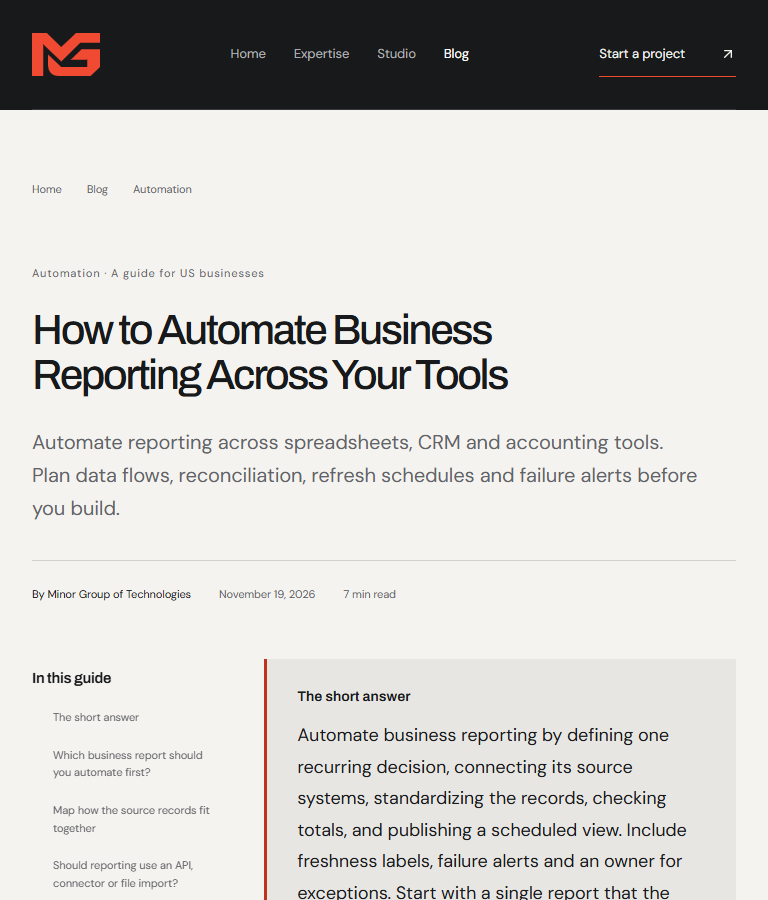 MG
Home Expertise Studio Blog Start a project
Home Blog Automation
Automation · A guide for US businesses
How to Automate Business
Reporting Across Your Tools
Automate reporting across spreadsheets, CRM and accounting tools.
Plan data flows, reconciliation, refresh schedules and failure alerts before
you build.
By Minor Group of Technologies November 19, 2026 7 min read
In this guide
The short answer
Which business report should
you automate first?
Map how the source records fit
together
Should reporting use an API,
connector or file import?
The short answer
Automate business reporting by defining one
recurring decision, connecting its source
systems, standardizing the records, checking
totals, and publishing a scheduled view. Include
freshness labels, failure alerts and an owner for
exceptions. Start with a single report that the